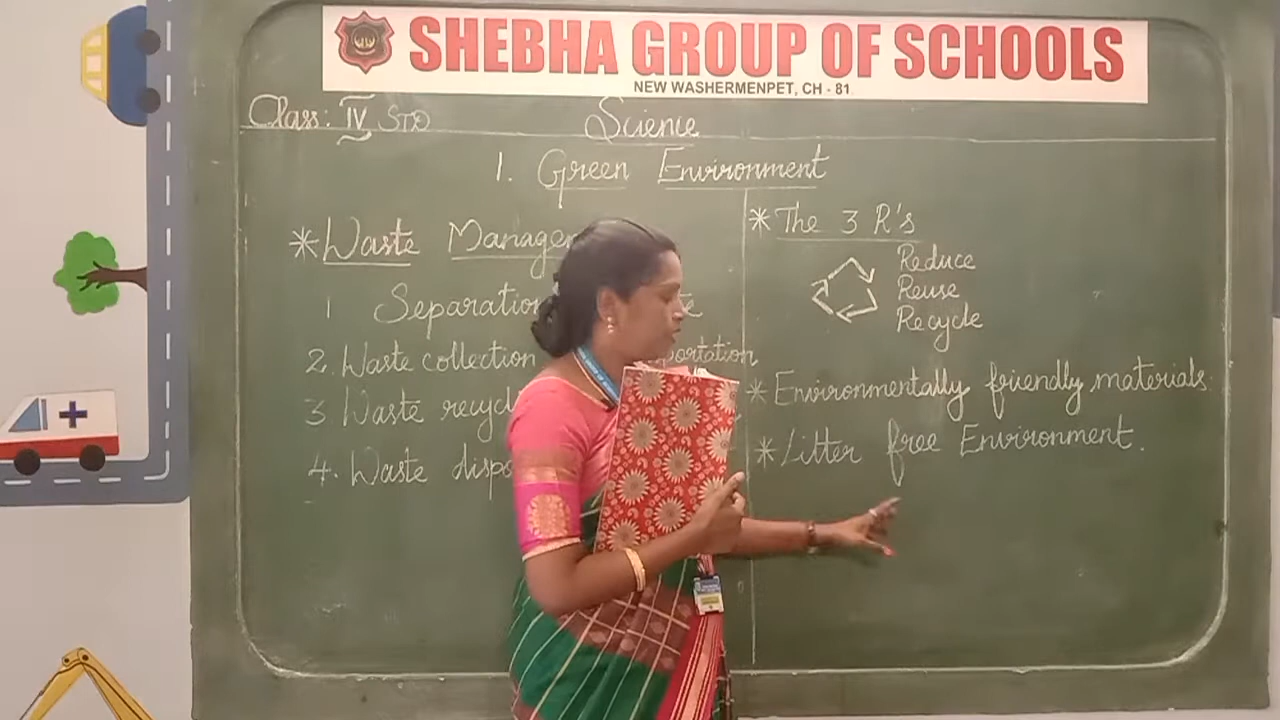 SHEBHA GROUP OF SCHOOLS
NEW WASHERMENPET, CH - 81
Class: IV STD
Science
1. Green Environment
* Waste
1 Separation
2. Waste collection
3 Waste
4. Waste
* The 3 R's
Reduce
Reuse
Recycle
* Environmentally friendly materials.
* Litter free Environment.